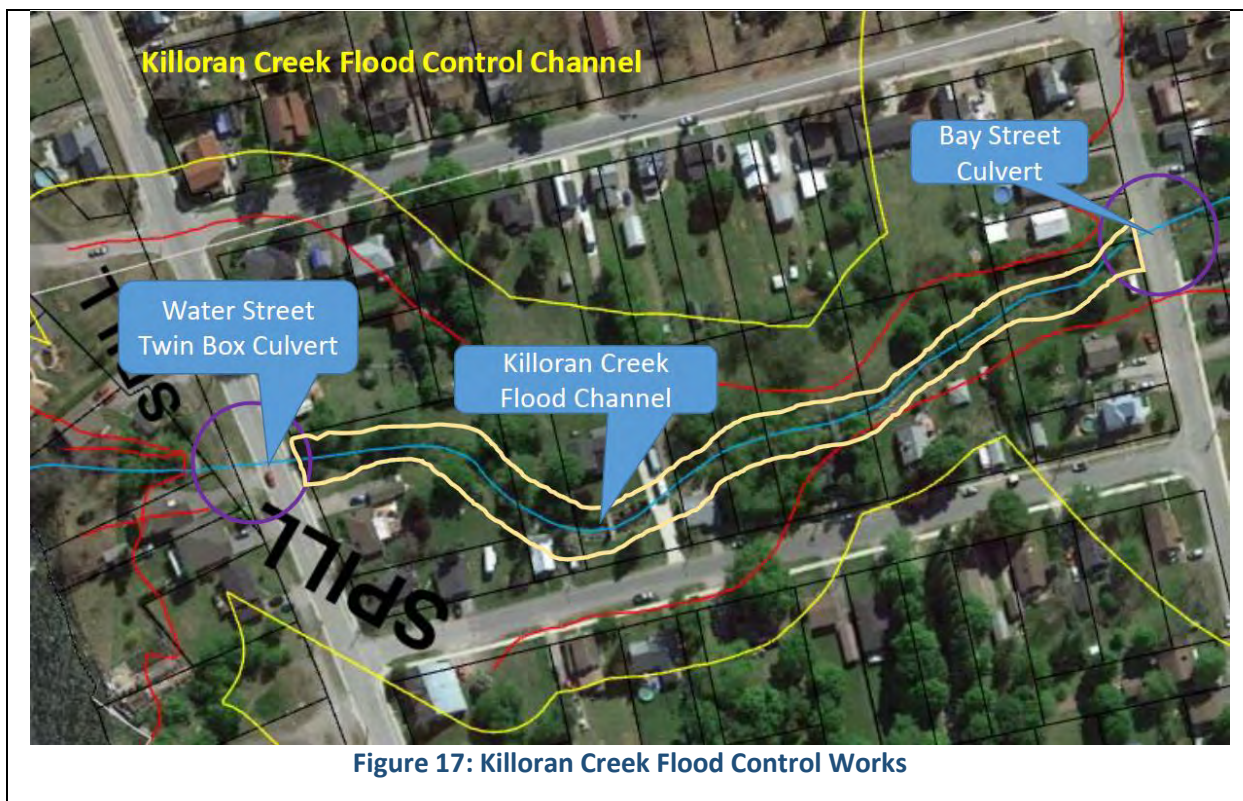 Killoran Creek Flood Control Channel
Bay Street
Culvert
Water Street
Twin Box Culvert
SPILL
Killoran Creek
Flood Channel
SPILL
Figure 17: Killoran Creek Flood Control Works